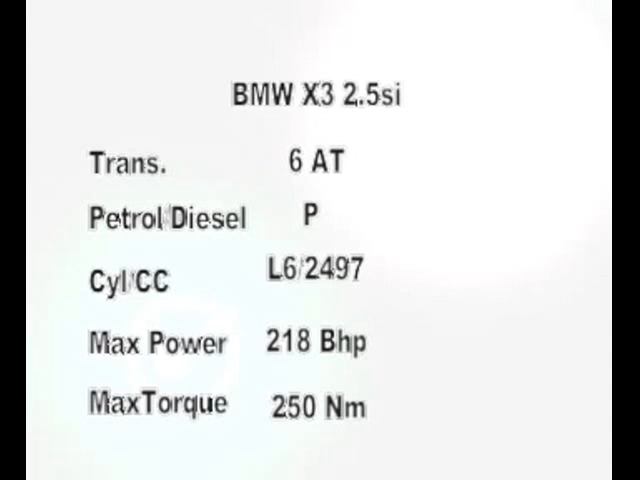 BMW X3 2.5si
Trans. 6 AT
Petrol/Diesel P
Cyl/CC L6/2497
Max Power 218 Bhp
MaxTorque 250 Nm